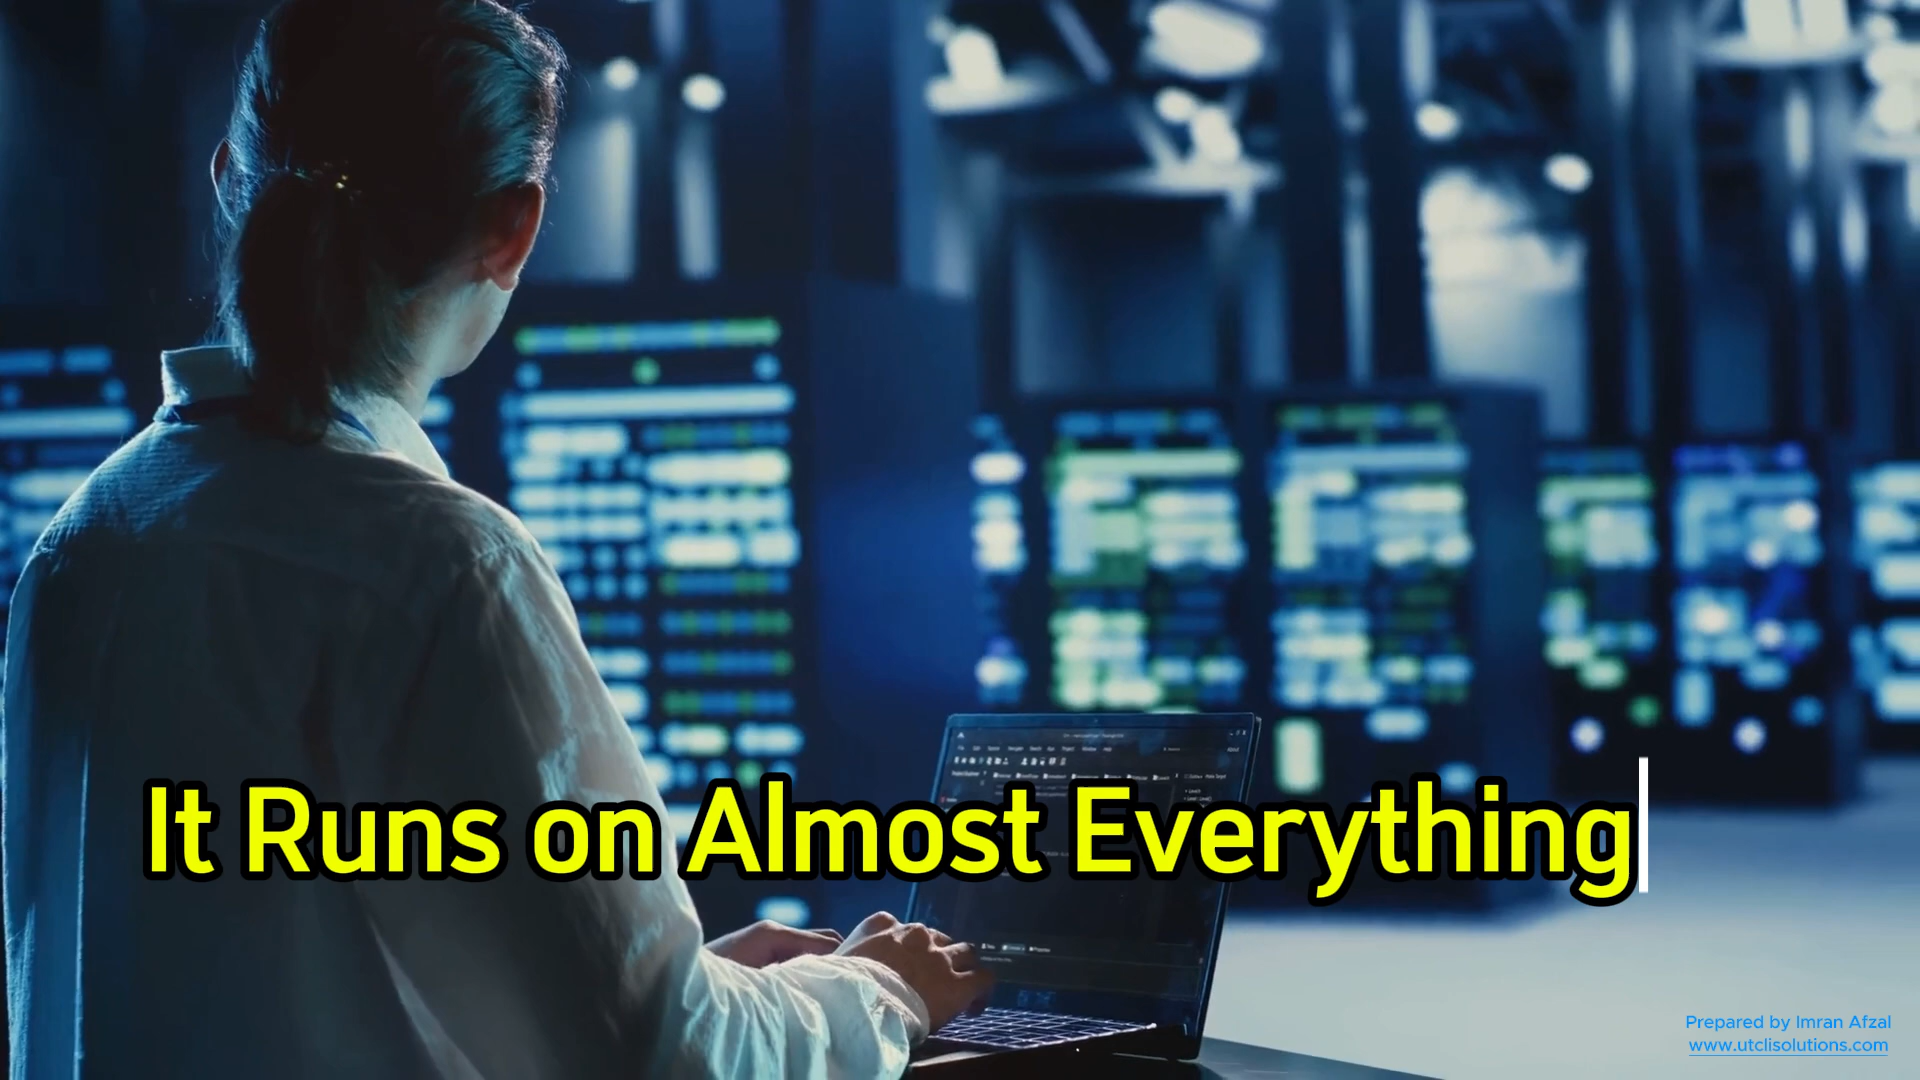 It Runs on Almost Everything
Prepared by Imran Afzal
www.utclisolutions.com